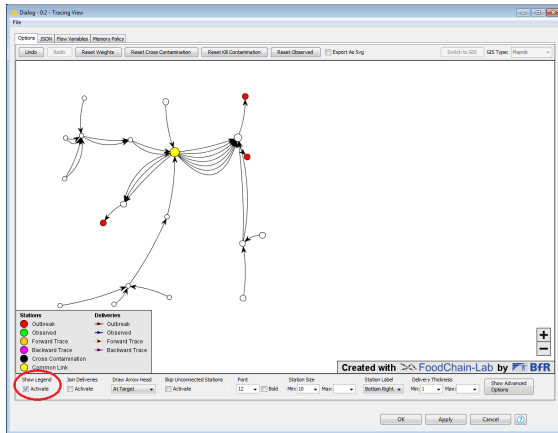 Dialog - 0:2 - Tracing View
File
Options JSON Flow Variables Memory Policy
Undo Redo Reset Weights Reset Cross Contamination Reset Kill Contamination Reset Observed Export As Svg Switch to GIS GIS Type: Mapnik
Stations Deliveries
Outbreak Outbreak
Observed Observed
Forward Trace Forward Trace
Backward Trace Backward Trace
Cross Contamination
Common Link
+
−
Created with FoodChain-Lab by BfR
Show Legend Join Deliveries Draw Arrow-Head Skip Unconnected Stations Font Station Size Station Label Delivery Thickness Show Advanced
Activate Activate At Target Activate 12 Bold Min: 10 Max: Bottom Right Min: 1 Max: Options
OK Apply Cancel ?